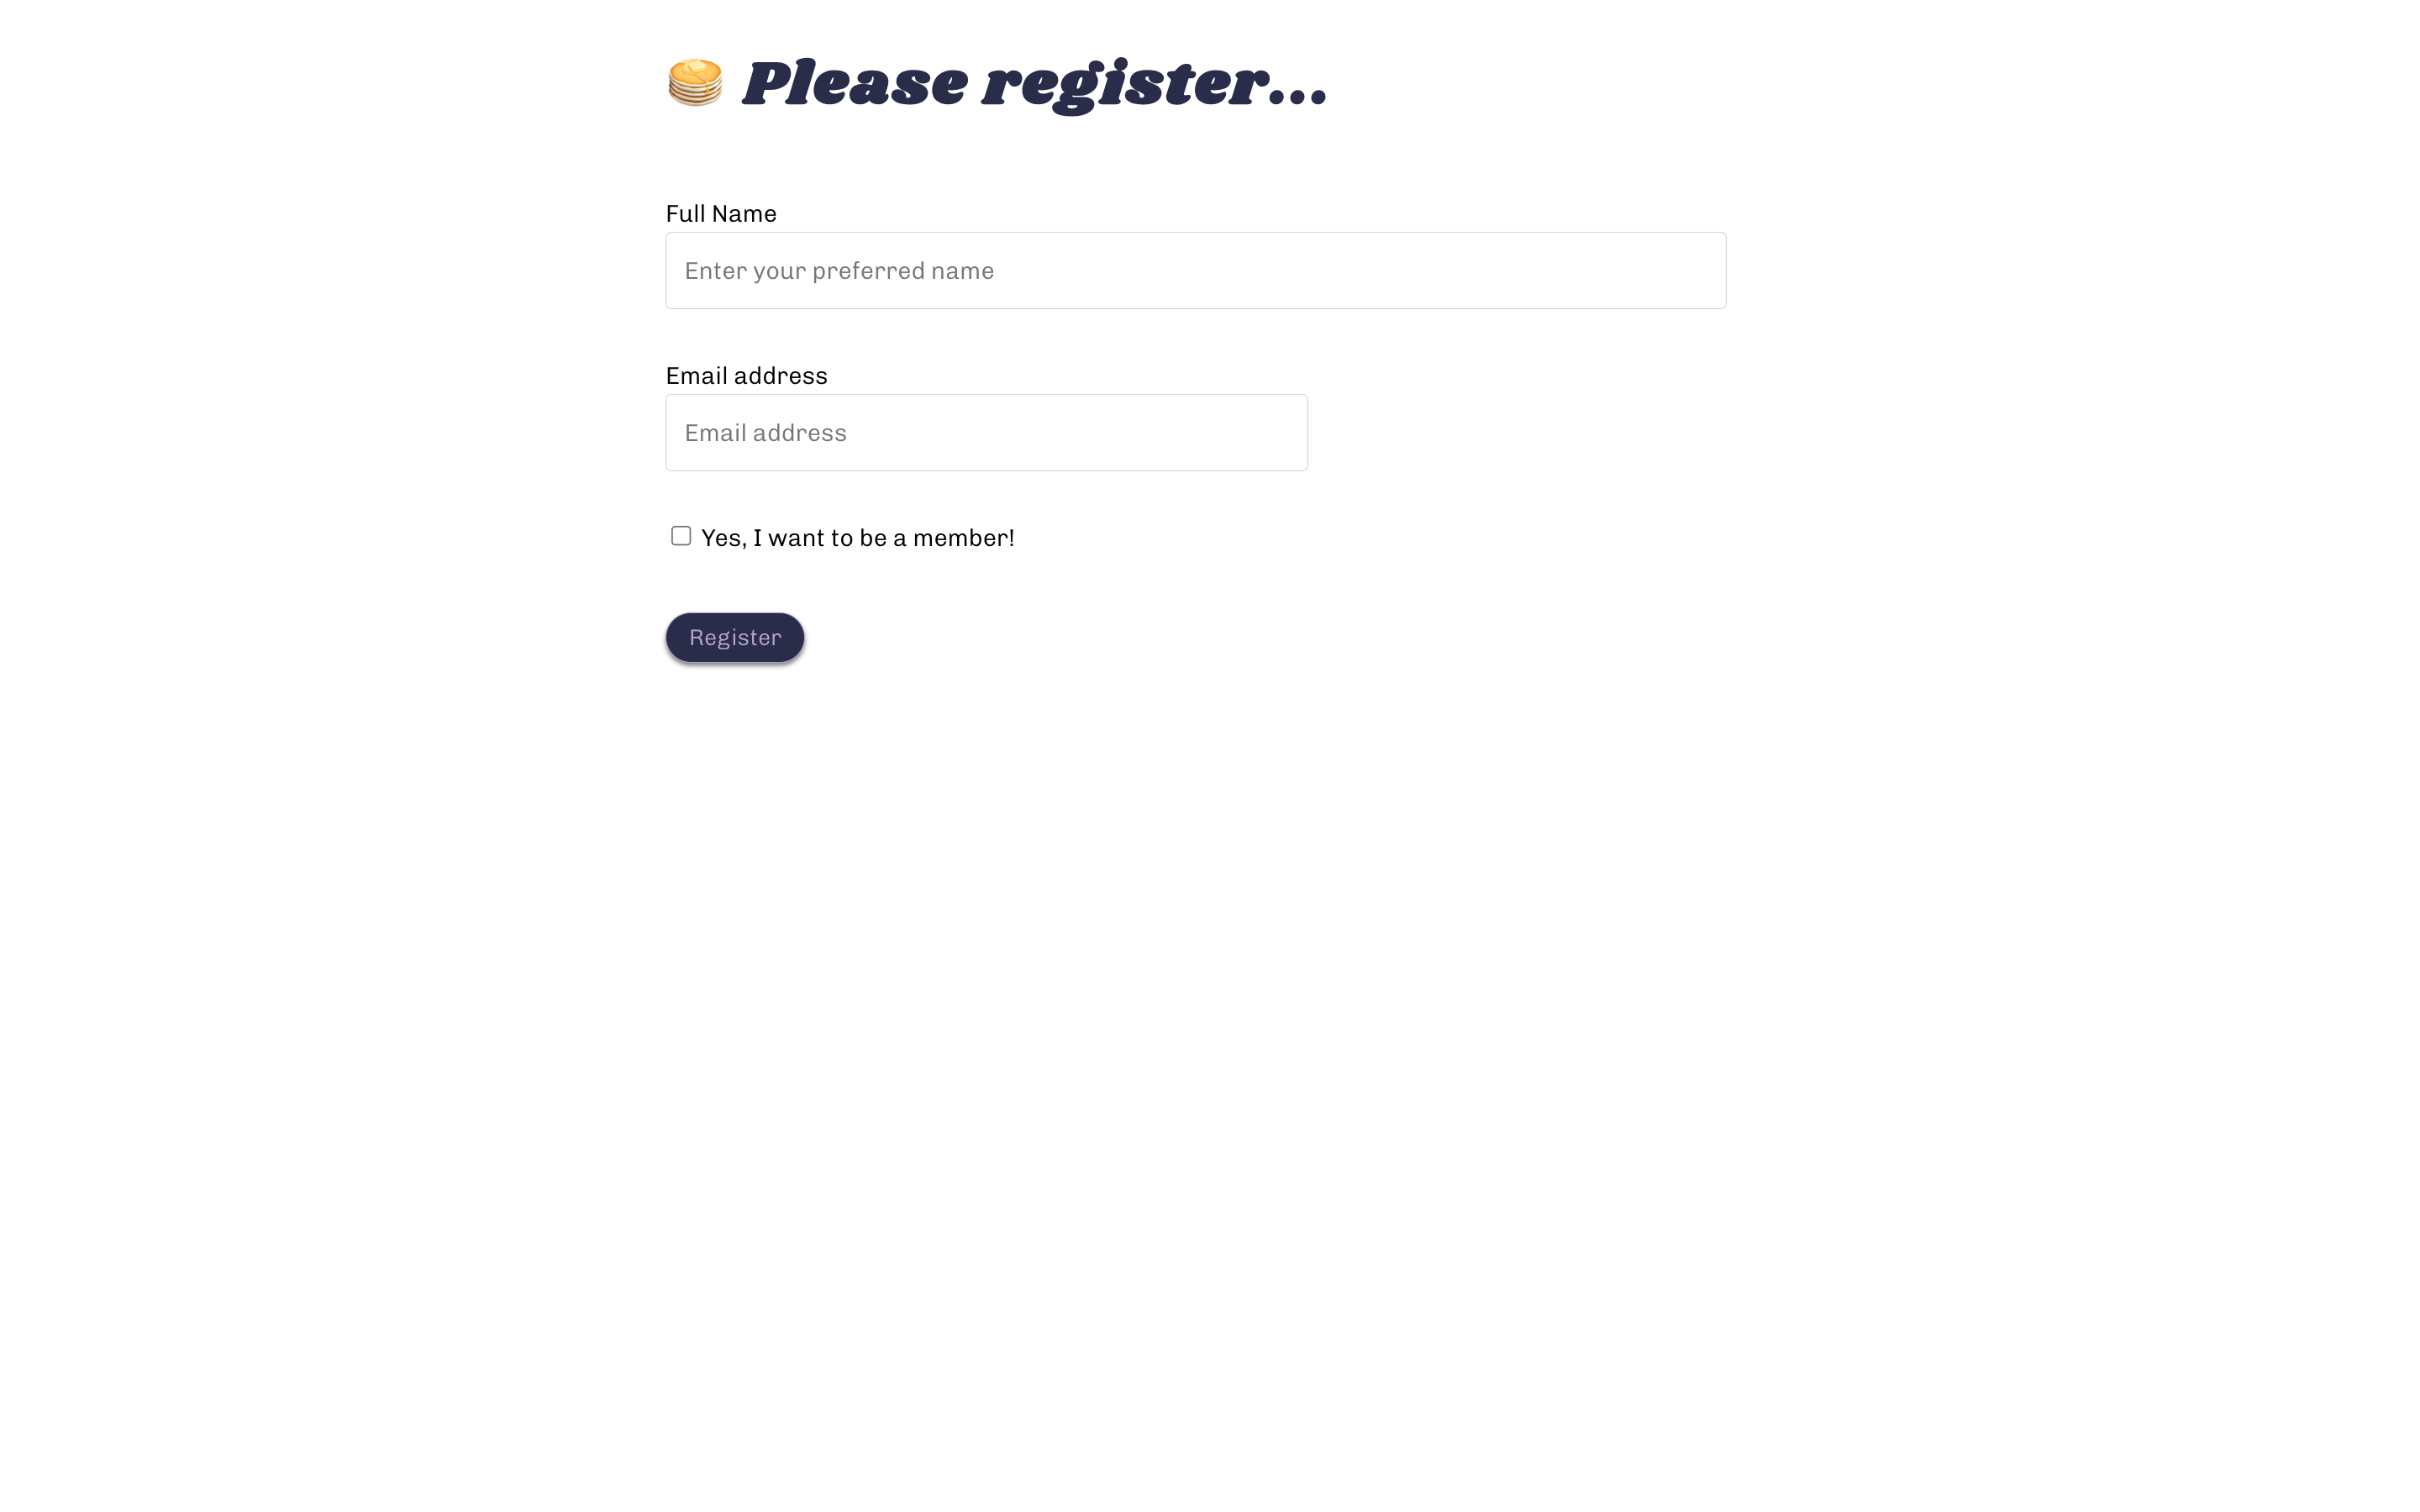 🥞 Please register...
Full Name
Enter your preferred name
Email address
Email address
Yes, I want to be a member!
Register